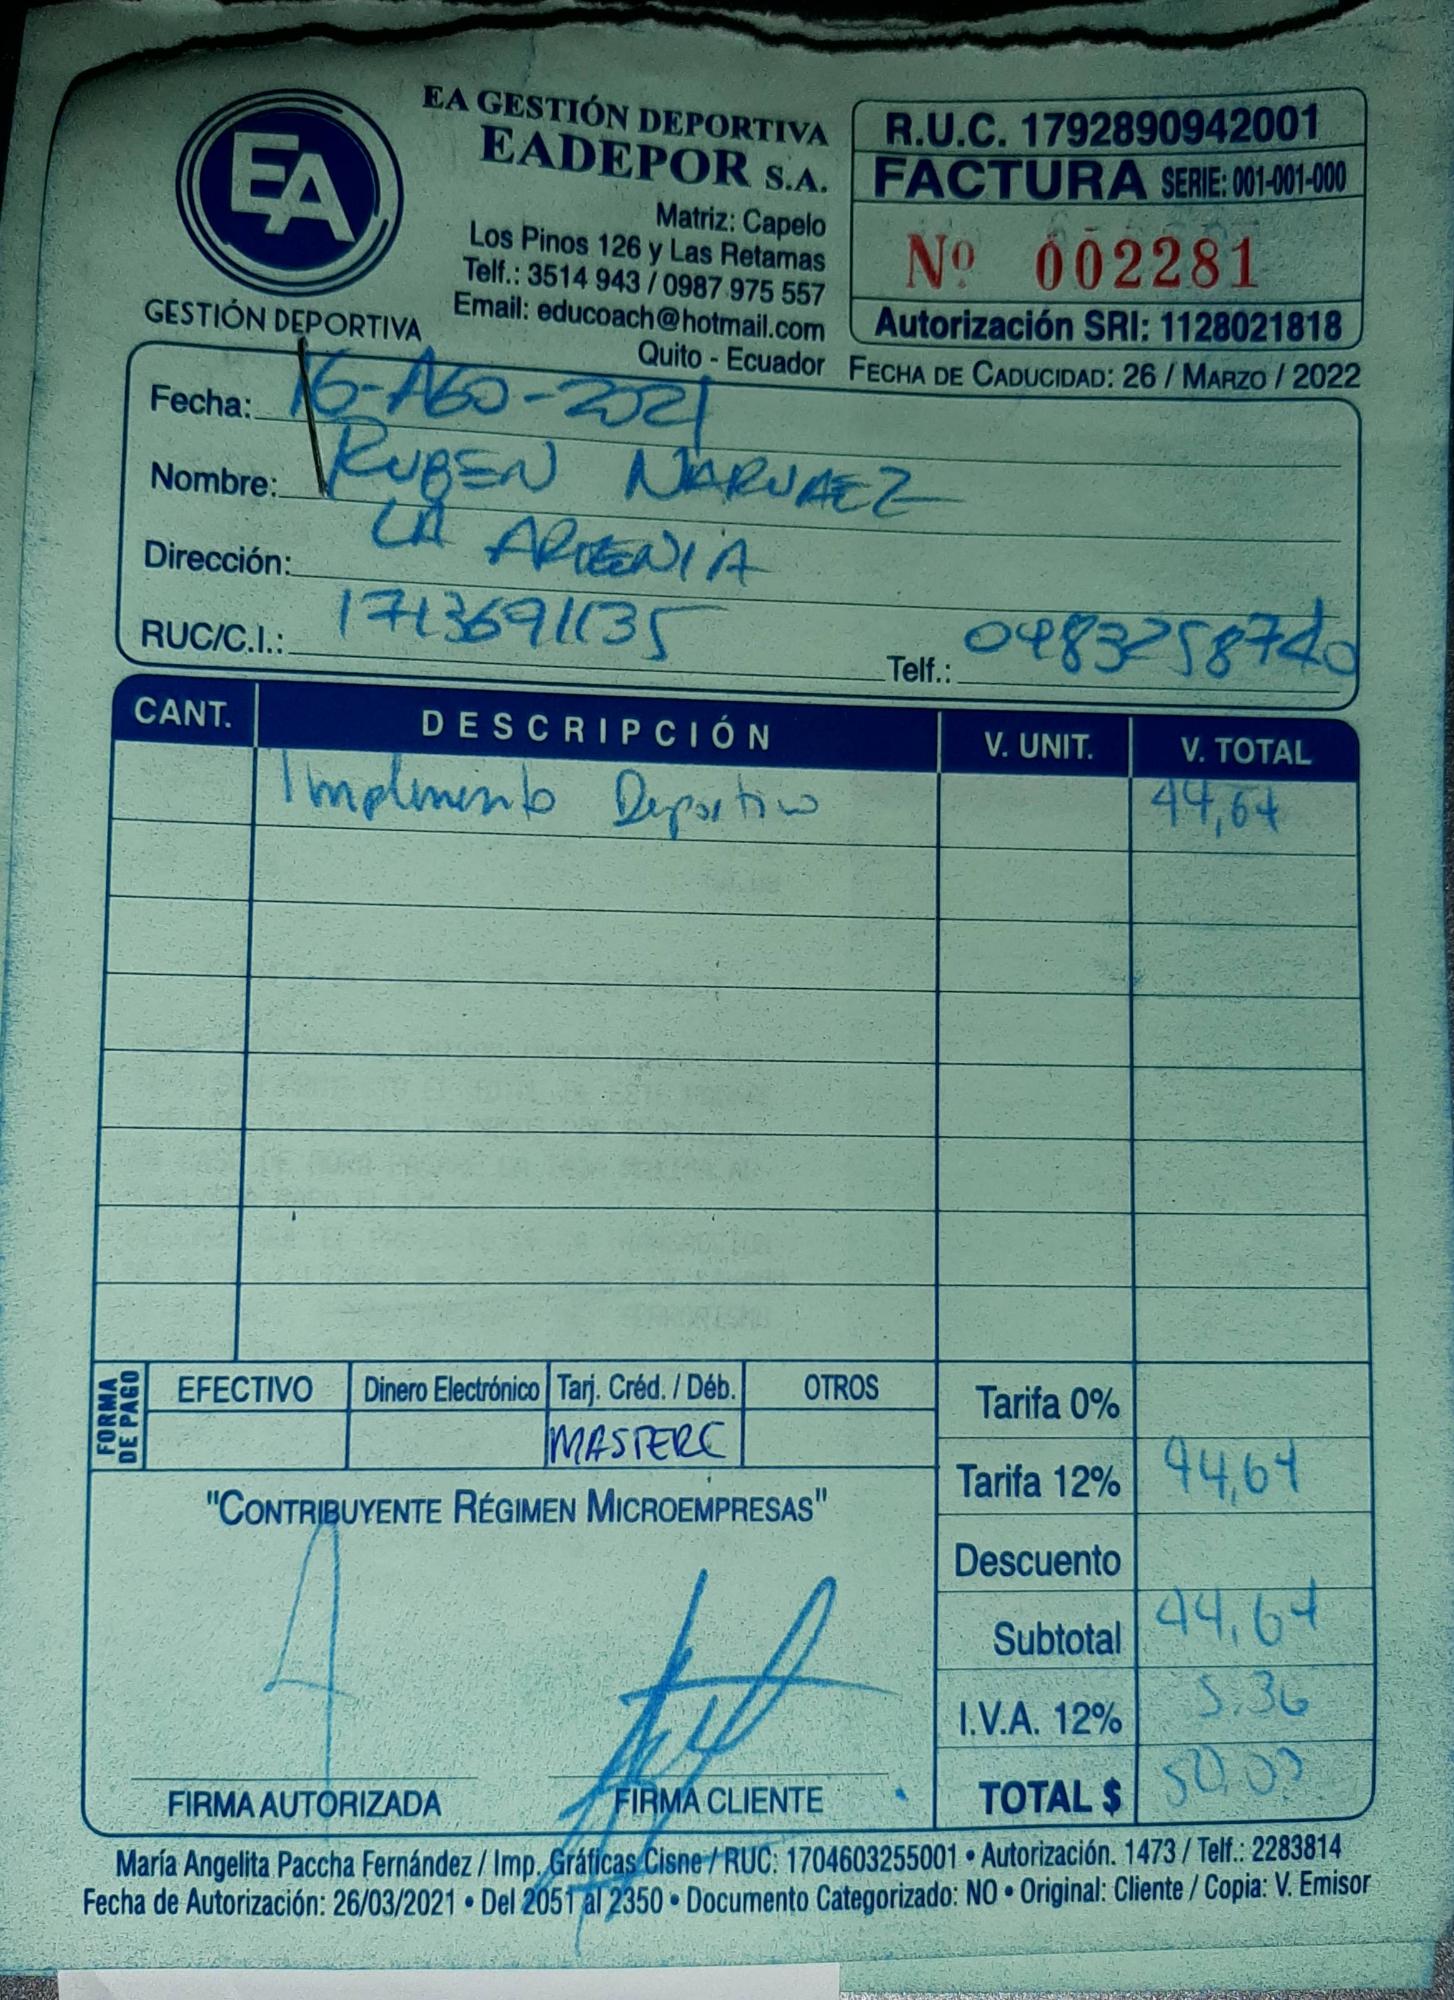 EA
GESTIÓN DEPORTIVA
EA GESTIÓN DEPORTIVA
EADEPOR S.A.
Matriz: Capelo
Los Pinos 126 y Las Retamas
Telf.: 3514 943 / 0987 975 557
Email: educoach@hotmail.com
Quito - Ecuador
R.U.C. 1792890942001
FACTURA SERIE: 001-001-000
Nº 002281
Autorización SRI: 1128021818
FECHA DE CADUCIDAD: 26 / MARZO / 2022
Fecha: 16-AGO-2021
Nombre: RUBEN NARVAEZ
Dirección: LA ARMENIA
RUC/C.I.: 1713691135 Telf.: 0983258740
CANT. DESCRIPCIÓN V. UNIT. V. TOTAL
Implemento Deportivo 44,64
FORMA DE PAGO EFECTIVO Dinero Electrónico Tarj. Créd. / Déb. OTROS
MASTERC
Tarifa 0%
Tarifa 12% 44,64
Descuento
Subtotal 44,64
I.V.A. 12% 5.36
TOTAL $ 50,00
"CONTRIBUYENTE RÉGIMEN MICROEMPRESAS"
FIRMA AUTORIZADA FIRMA CLIENTE
María Angelita Paccha Fernández / Imp. Gráficas Cisne / RUC: 1704603255001 • Autorización. 1473 / Telf.: 2283814
Fecha de Autorización: 26/03/2021 • Del 2051 al 2350 • Documento Categorizado: NO • Original: Cliente / Copia: V. Emisor